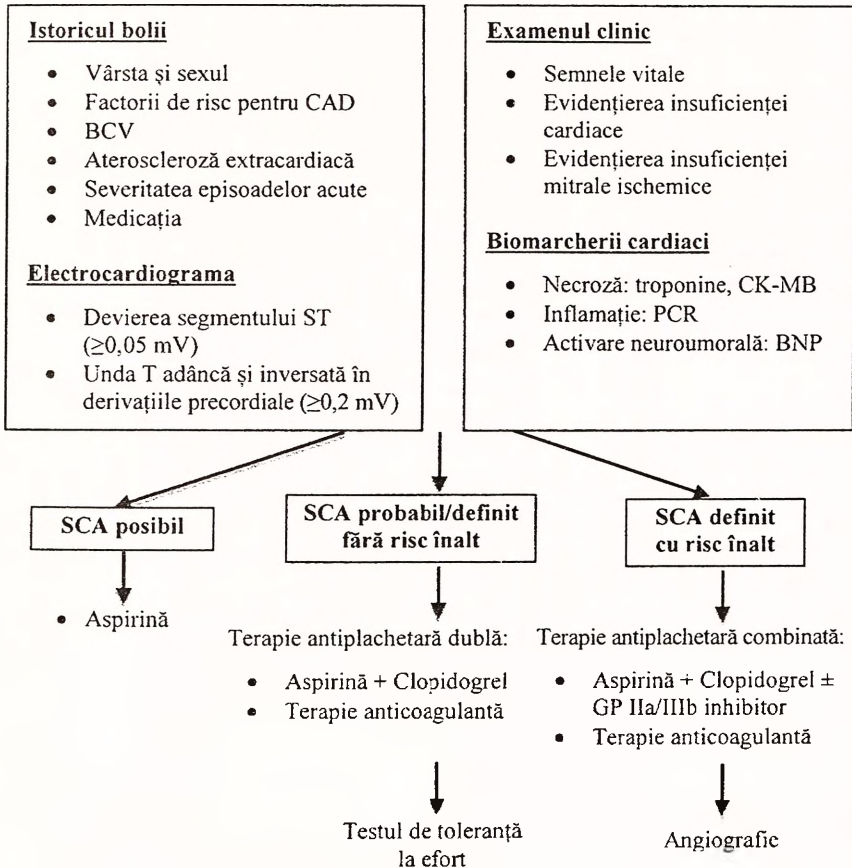 Istoricul bolii
• Vârsta și sexul
• Factorii de risc pentru CAD
• BCV
• Ateroscleroză extracardiacă
• Severitatea episoadelor acute
• Medicația
Electrocardiograma
• Devierea segmentului ST
(≥0,05 mV)
• Unda T adâncă și inversată în
derivațiile precordiale (≥0,2 mV)
Examenul clinic
• Semnele vitale
• Evidențierea insuficienței
cardiace
• Evidențierea insuficienței
mitrale ischemice
Biomarcherii cardiaci
• Necroză: troponine, CK-MB
• Inflamație: PCR
• Activare neuroumorală: BNP
SCA posibil
• Aspirină
SCA probabil/definit
fără risc înalt
Terapie antiplachetară dublă:
• Aspirină + Clopidogrel
• Terapie anticoagulantă
Testul de toleranță
la efort
SCA definit
cu risc înalt
Terapie antiplachetară combinată:
• Aspirină + Clopidogrel ±
GP IIa/IIIb inhibitor
• Terapie anticoagulantă
Angiografie